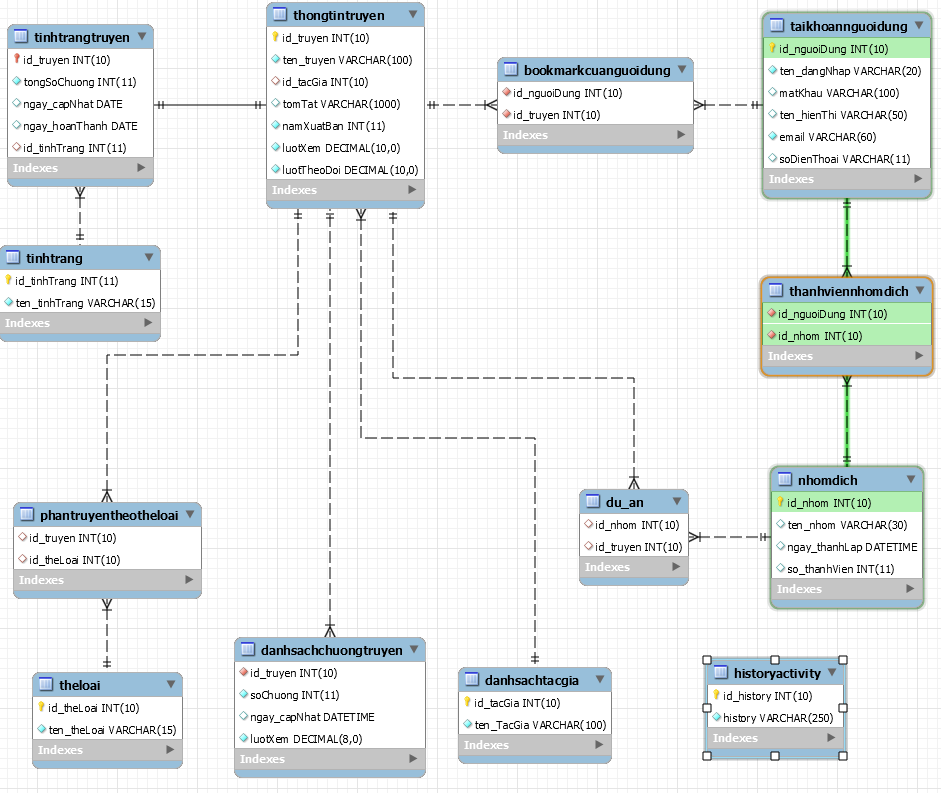 tinhtrangtruyen
id_truyen INT(10)
tongSoChuong INT(11)
ngay_capNhat DATE
ngay_hoanThanh DATE
id_tinhTrang INT(11)
Indexes
thongtintruyen
id_truyen INT(10)
ten_truyen VARCHAR(100)
id_tacGia INT(10)
tomTat VARCHAR(1000)
namXuatBan INT(11)
luotXem DECIMAL(10,0)
luotTheoDoi DECIMAL(10,0)
Indexes
bookmarkcuanguoidung
id_nguoiDung INT(10)
id_truyen INT(10)
Indexes
taikhoannguoidung
id_nguoiDung INT(10)
ten_dangNhap VARCHAR(20)
matKhau VARCHAR(100)
ten_hienThi VARCHAR(50)
email VARCHAR(60)
soDienThoai VARCHAR(11)
Indexes
tinhtrang
id_tinhTrang INT(11)
ten_tinhTrang VARCHAR(15)
Indexes
thanhviennhomdich
id_nguoiDung INT(10)
id_nhom INT(10)
Indexes
phantruyentheotheloai
id_truyen INT(10)
id_theLoai INT(10)
Indexes
du_an
id_nhom INT(10)
id_truyen INT(10)
Indexes
nhomdich
id_nhom INT(10)
ten_nhom VARCHAR(30)
ngay_thanhLap DATETIME
so_thanhVien INT(11)
Indexes
theloai
id_theLoai INT(10)
ten_theLoai VARCHAR(15)
Indexes
danhsachchuongtruyen
id_truyen INT(10)
soChuong INT(11)
ngay_capNhat DATETIME
luotXem DECIMAL(8,0)
Indexes
danhsachtacgia
id_tacGia INT(10)
ten_TacGia VARCHAR(100)
Indexes
historyactivity
id_history INT(10)
history VARCHAR(250)
Indexes